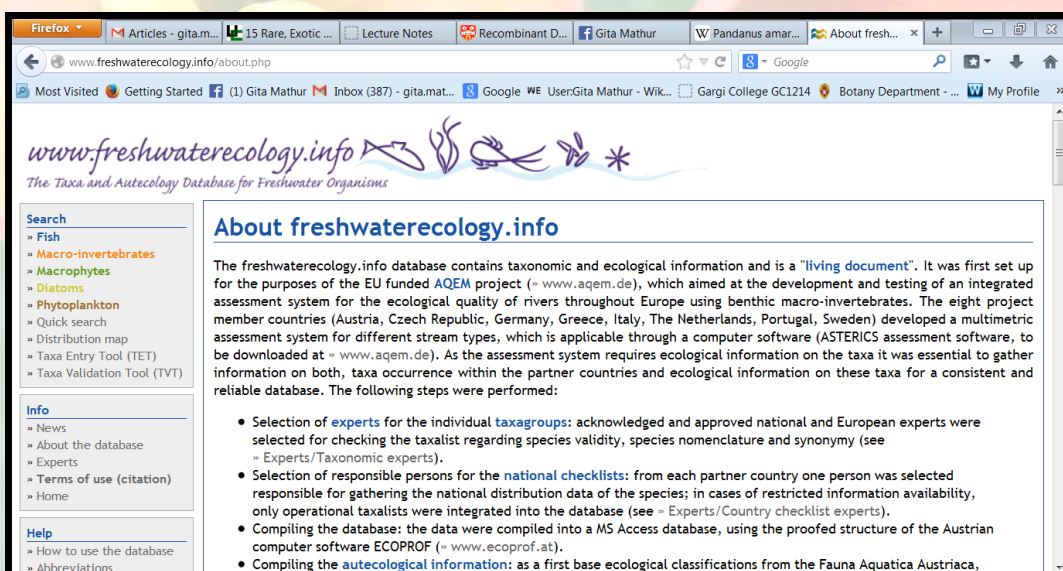 Firefox
Articles - gita.m...
15 Rare, Exotic ...
Lecture Notes
Recombinant D...
Gita Mathur
Pandanus amar...
About fresh...
www.freshwaterecology.info/about.php
Google
Most Visited
Getting Started
(1) Gita Mathur
Inbox (387) - gita.mat...
Google
User:Gita Mathur - Wik...
Gargi College GC1214
Botany Department - ...
My Profile
www.freshwaterecology.info
The Taxa and Autecology Database for Freshwater Organisms
Search
» Fish
» Macro-invertebrates
» Macrophytes
» Diatoms
» Phytoplankton
» Quick search
» Distribution map
» Taxa Entry Tool (TET)
» Taxa Validation Tool (TVT)
Info
» News
» About the database
» Experts
» Terms of use (citation)
» Home
Help
» How to use the database
» Abbreviations
About freshwaterecology.info
The freshwaterecology.info database contains taxonomic and ecological information and is a "living document". It was first set up
for the purposes of the EU funded AQEM project (» www.aqem.de), which aimed at the development and testing of an integrated
assessment system for the ecological quality of rivers throughout Europe using benthic macro-invertebrates. The eight project
member countries (Austria, Czech Republic, Germany, Greece, Italy, The Netherlands, Portugal, Sweden) developed a multimetric
assessment system for different stream types, which is applicable through a computer software (ASTERICS assessment software, to
be downloaded at » www.aqem.de). As the assessment system requires ecological information on the taxa it was essential to gather
information on both, taxa occurrence within the partner countries and ecological information on these taxa for a consistent and
reliable database. The following steps were performed:
• Selection of experts for the individual taxagroups: acknowledged and approved national and European experts were
selected for checking the taxalist regarding species validity, species nomenclature and synonymy (see
» Experts/Taxonomic experts).
• Selection of responsible persons for the national checklists: from each partner country one person was selected
responsible for gathering the national distribution data of the species; in cases of restricted information availability,
only operational taxalists were integrated into the database (see » Experts/Country checklist experts).
• Compiling the database: the data were compiled into a MS Access database, using the proofed structure of the Austrian
computer software ECOPROF (» www.ecoprof.at).
• Compiling the autecological information: as a first base ecological classifications from the Fauna Aquatica Austriaca,